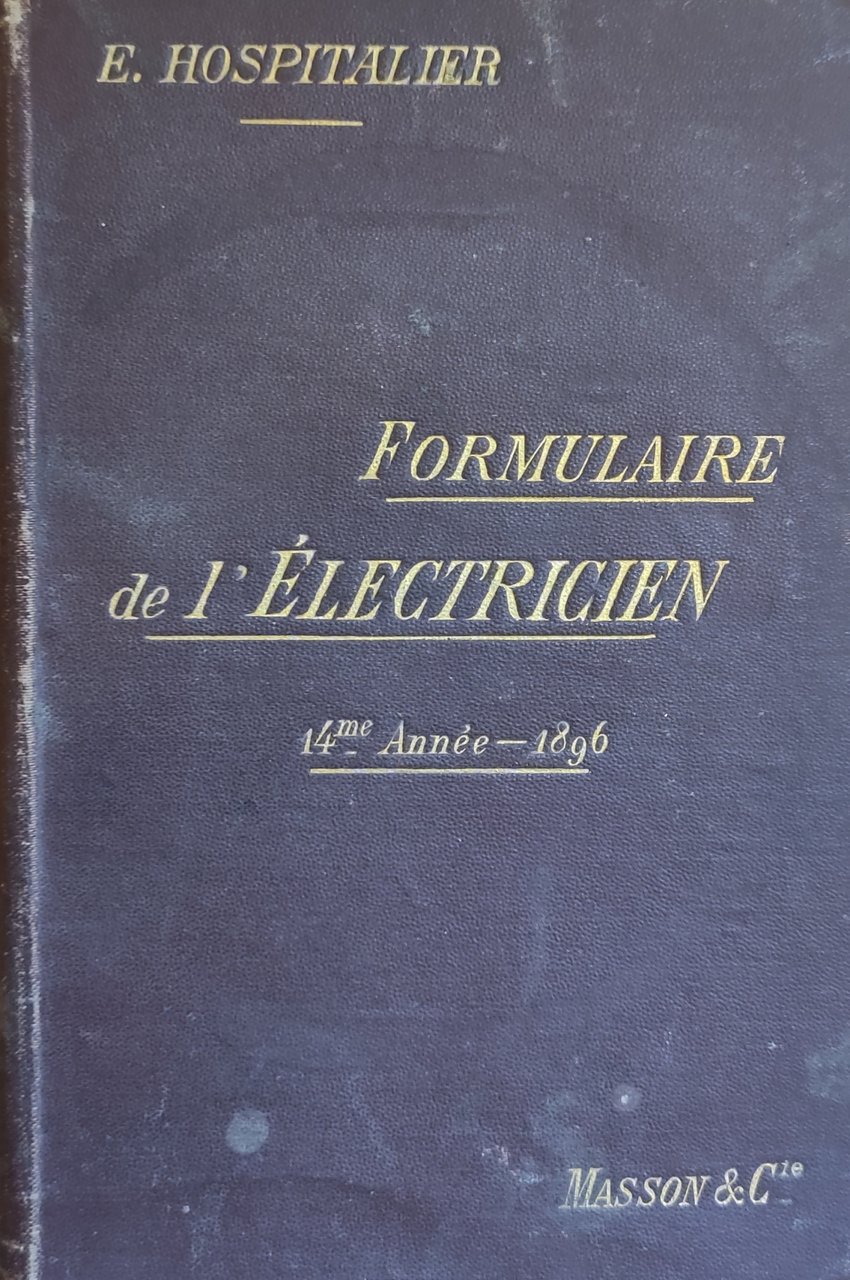 E. HOSPITALIER
FORMULAIRE
de l'ÉLECTRICIEN
14me Année — 1896
MASSON & Cie